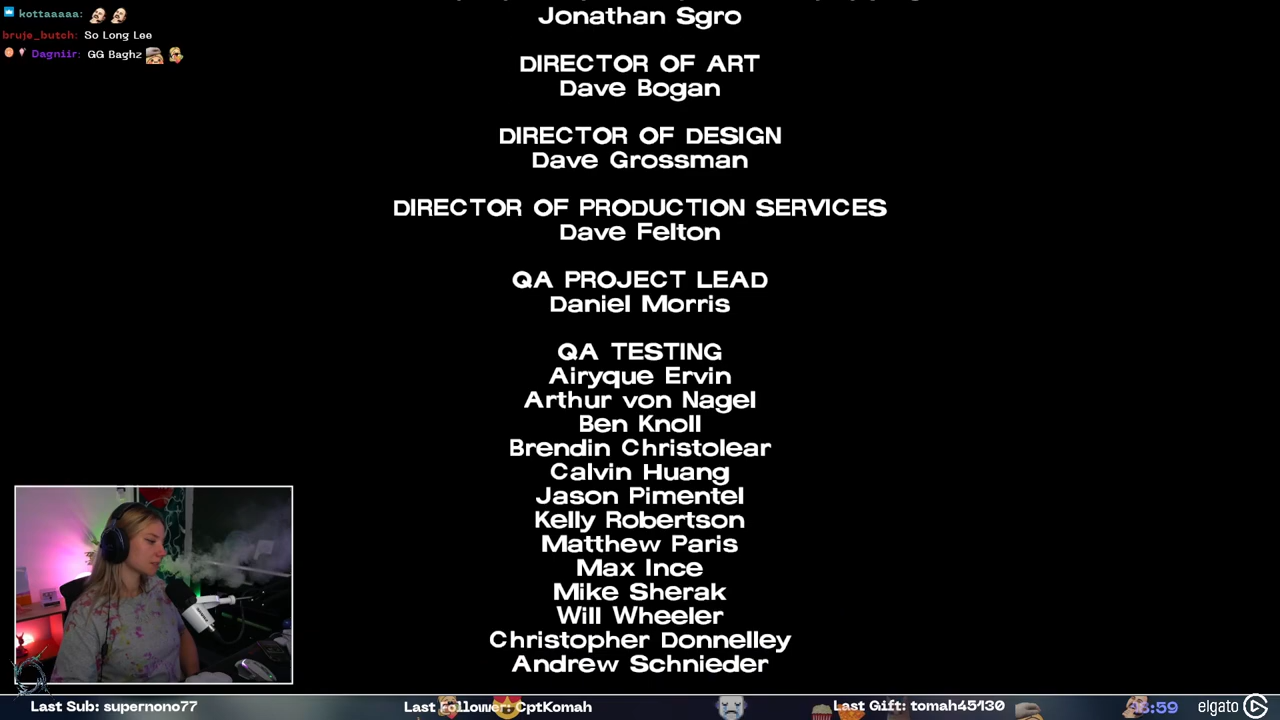 kottaaaaa:
bruje_butch: So Long Lee
Dagniir: GG Baghz
Jonathan Sgro
DIRECTOR OF ART
Dave Bogan
DIRECTOR OF DESIGN
Dave Grossman
DIRECTOR OF PRODUCTION SERVICES
Dave Felton
QA PROJECT LEAD
Daniel Morris
QA TESTING
Airyque Ervin
Arthur von Nagel
Ben Knoll
Brendin Christolear
Calvin Huang
Jason Pimentel
Kelly Robertson
Matthew Paris
Max Ince
Mike Sherak
Will Wheeler
Christopher Donnelley
Andrew Schnieder
Last Sub: supernono77
Last Follower: CptKomah
Last Gift: tomah45130
elgato